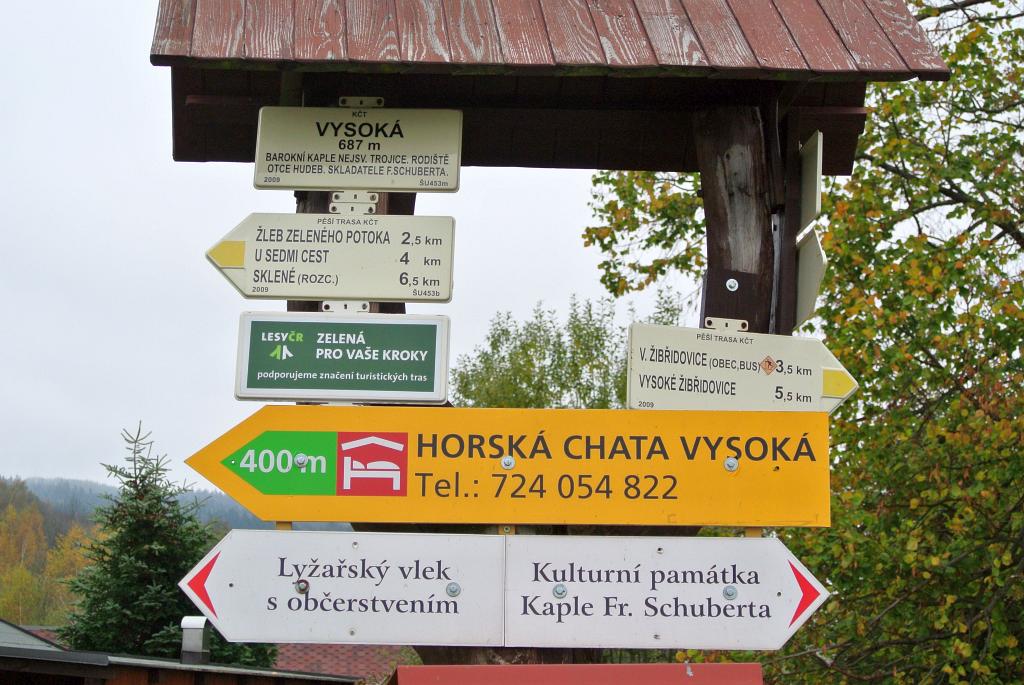 KČT
VYSOKÁ
687 m
BAROKNÍ KAPLE NEJSV. TROJICE. RODIŠTĚ
OTCE HUDEB. SKLADATELE F.SCHUBERTA.
2009 ŠU453m
PĚŠÍ TRASA KČT
ŽLEB ZELENÉHO POTOKA 2,5 km
U SEDMI CEST 4 km
SKLENÉ (ROZC.) 6,5 km
2009 ŠU453b
LESYČR ZELENÁ
PRO VAŠE KROKY
podporujeme značení turistických tras
PĚŠÍ TRASA KČT
V. ŽIBŘIDOVICE (OBEC,BUS) 3,5 km
VYSOKÉ ŽIBŘIDOVICE 5,5 km
2009
400 m
HORSKÁ CHATA VYSOKÁ
Tel.: 724 054 822
Lyžařský vlek
s občerstvením
Kulturní památka
Kaple Fr. Schuberta